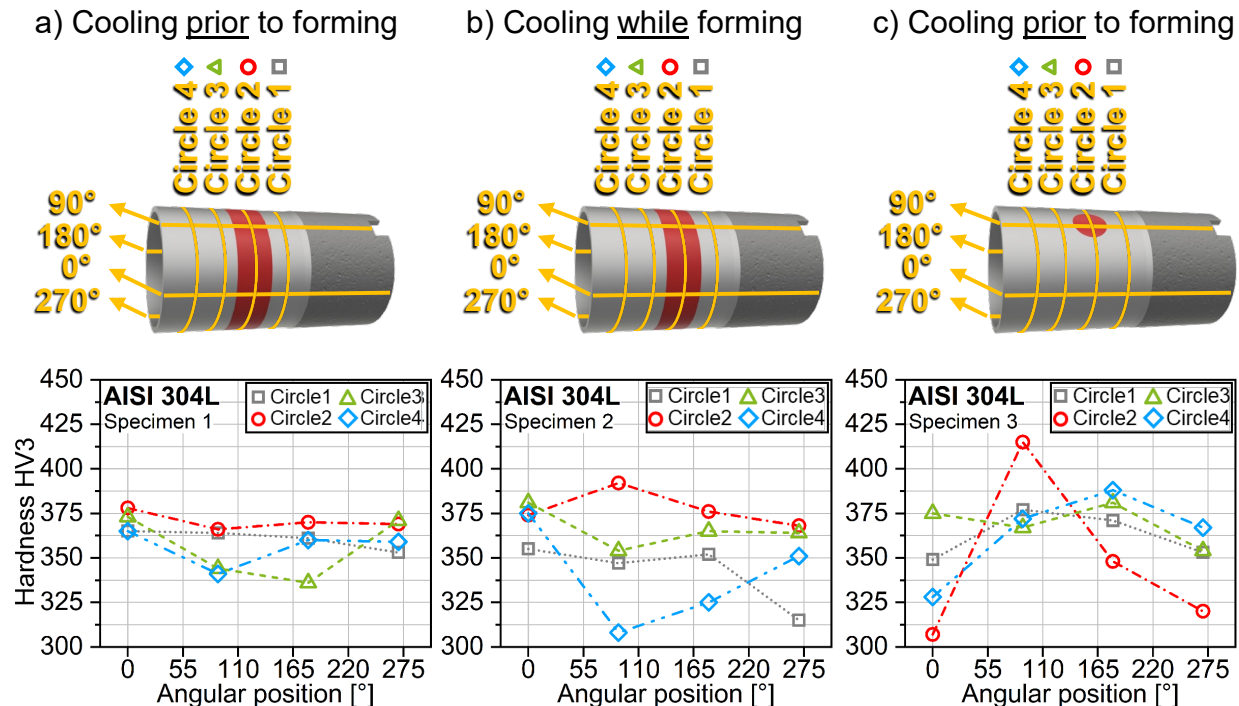 a) Cooling prior to forming
b) Cooling while forming
c) Cooling prior to forming
Circle 4
Circle 3
Circle 2
Circle 1
90°
180°
0°
270°
Circle 4
Circle 3
Circle 2
Circle 1
90°
180°
0°
270°
Circle 4
Circle 3
Circle 2
Circle 1
90°
180°
0°
270°
Hardness HV3
450
425
400
375
350
325
300
AISI 304L
Specimen 1
Circle1
Circle3
Circle2
Circle4
0 55 110 165 220 275
Angular position [°]
450
425
400
375
350
325
300
AISI 304L
Specimen 2
Circle1
Circle3
Circle2
Circle4
0 55 110 165 220 275
Angular position [°]
450
425
400
375
350
325
300
AISI 304L
Specimen 3
Circle1
Circle3
Circle2
Circle4
0 55 110 165 220 275
Angular position [°]